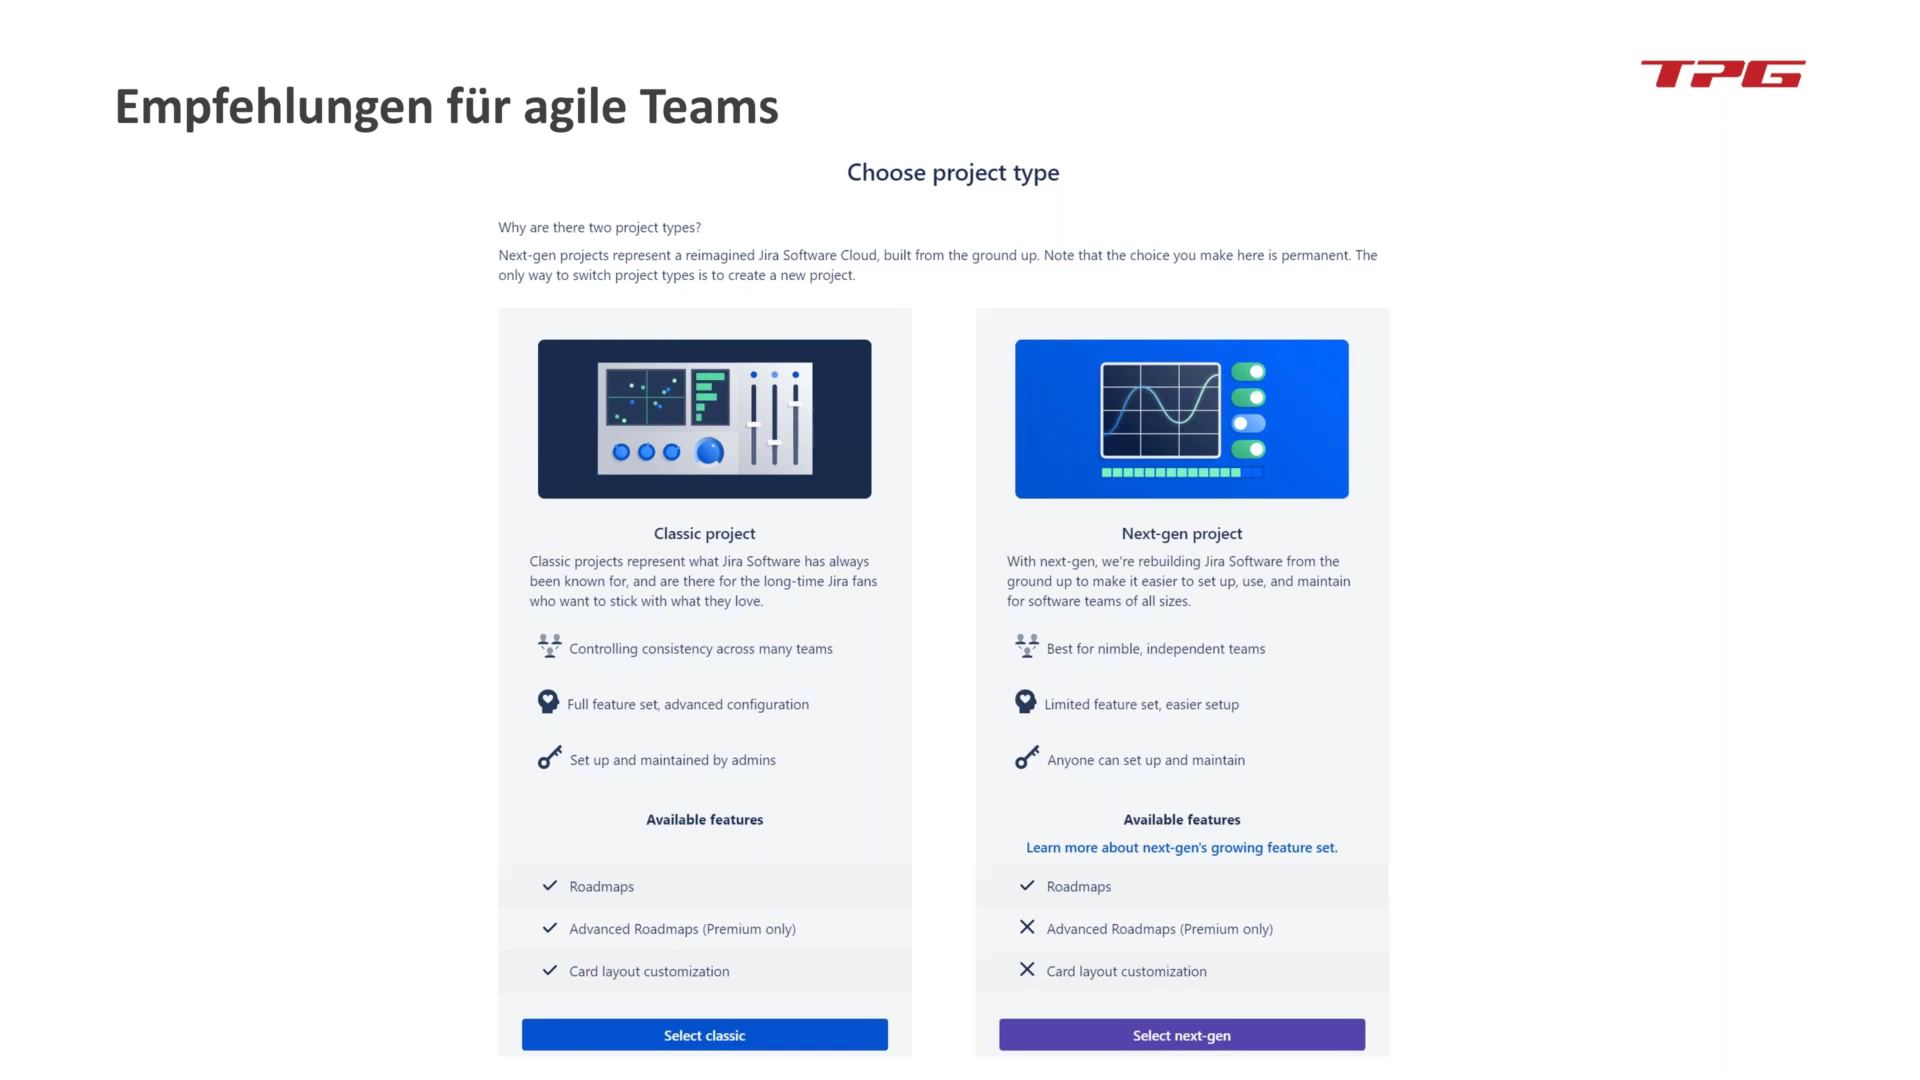 TPG
Empfehlungen für agile Teams
Choose project type
Why are there two project types?
Next-gen projects represent a reimagined Jira Software Cloud, built from the ground up. Note that the choice you make here is permanent. The
only way to switch project types is to create a new project.
Classic project
Classic projects represent what Jira Software has always
been known for, and are there for the long-time Jira fans
who want to stick with what they love.
Controlling consistency across many teams
Full feature set, advanced configuration
Set up and maintained by admins
Available features
Roadmaps
Advanced Roadmaps (Premium only)
Card layout customization
Select classic
Next-gen project
With next-gen, we're rebuilding Jira Software from the
ground up to make it easier to set up, use, and maintain
for software teams of all sizes.
Best for nimble, independent teams
Limited feature set, easier setup
Anyone can set up and maintain
Available features
Learn more about next-gen's growing feature set.
Roadmaps
Advanced Roadmaps (Premium only)
Card layout customization
Select next-gen